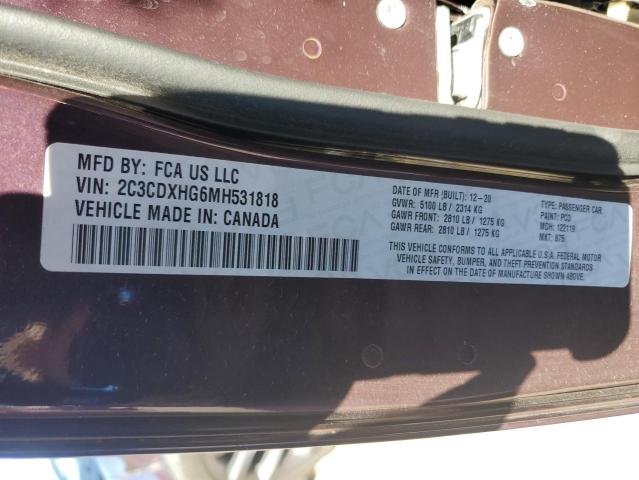 MFD BY: FCA US LLC
VIN: 2C3CDXHG6MH531818
VEHICLE MADE IN: CANADA
DATE OF MFR (BUILT): 12-20
GVWR: 5100 LB / 2314 KG
GAWR FRONT: 2810 LB / 1275 KG
GAWR REAR: 2810 LB / 1275 KG
TYPE: PASSENGER CAR
PAINT: PCD
MDH: 122119
MKT: 875
THIS VEHICLE CONFORMS TO ALL APPLICABLE U.S.A. FEDERAL MOTOR
VEHICLE SAFETY, BUMPER, AND THEFT PREVENTION STANDARDS
IN EFFECT ON THE DATE OF MANUFACTURE SHOWN ABOVE.